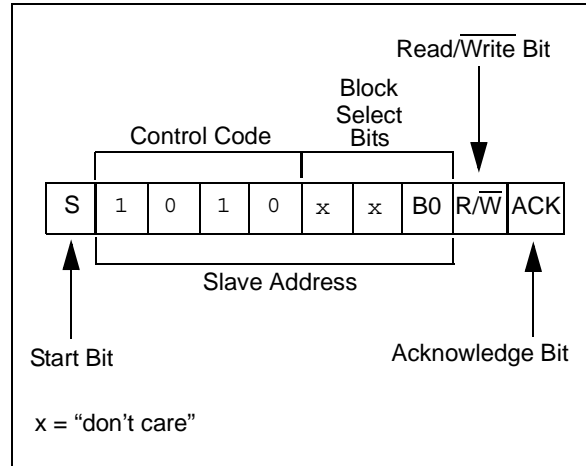 Read/Write Bit
Block
Select
Bits
Control Code
S 1 0 1 0 x x B0 R/W ACK
Slave Address
Start Bit
Acknowledge Bit
x = “don’t care”